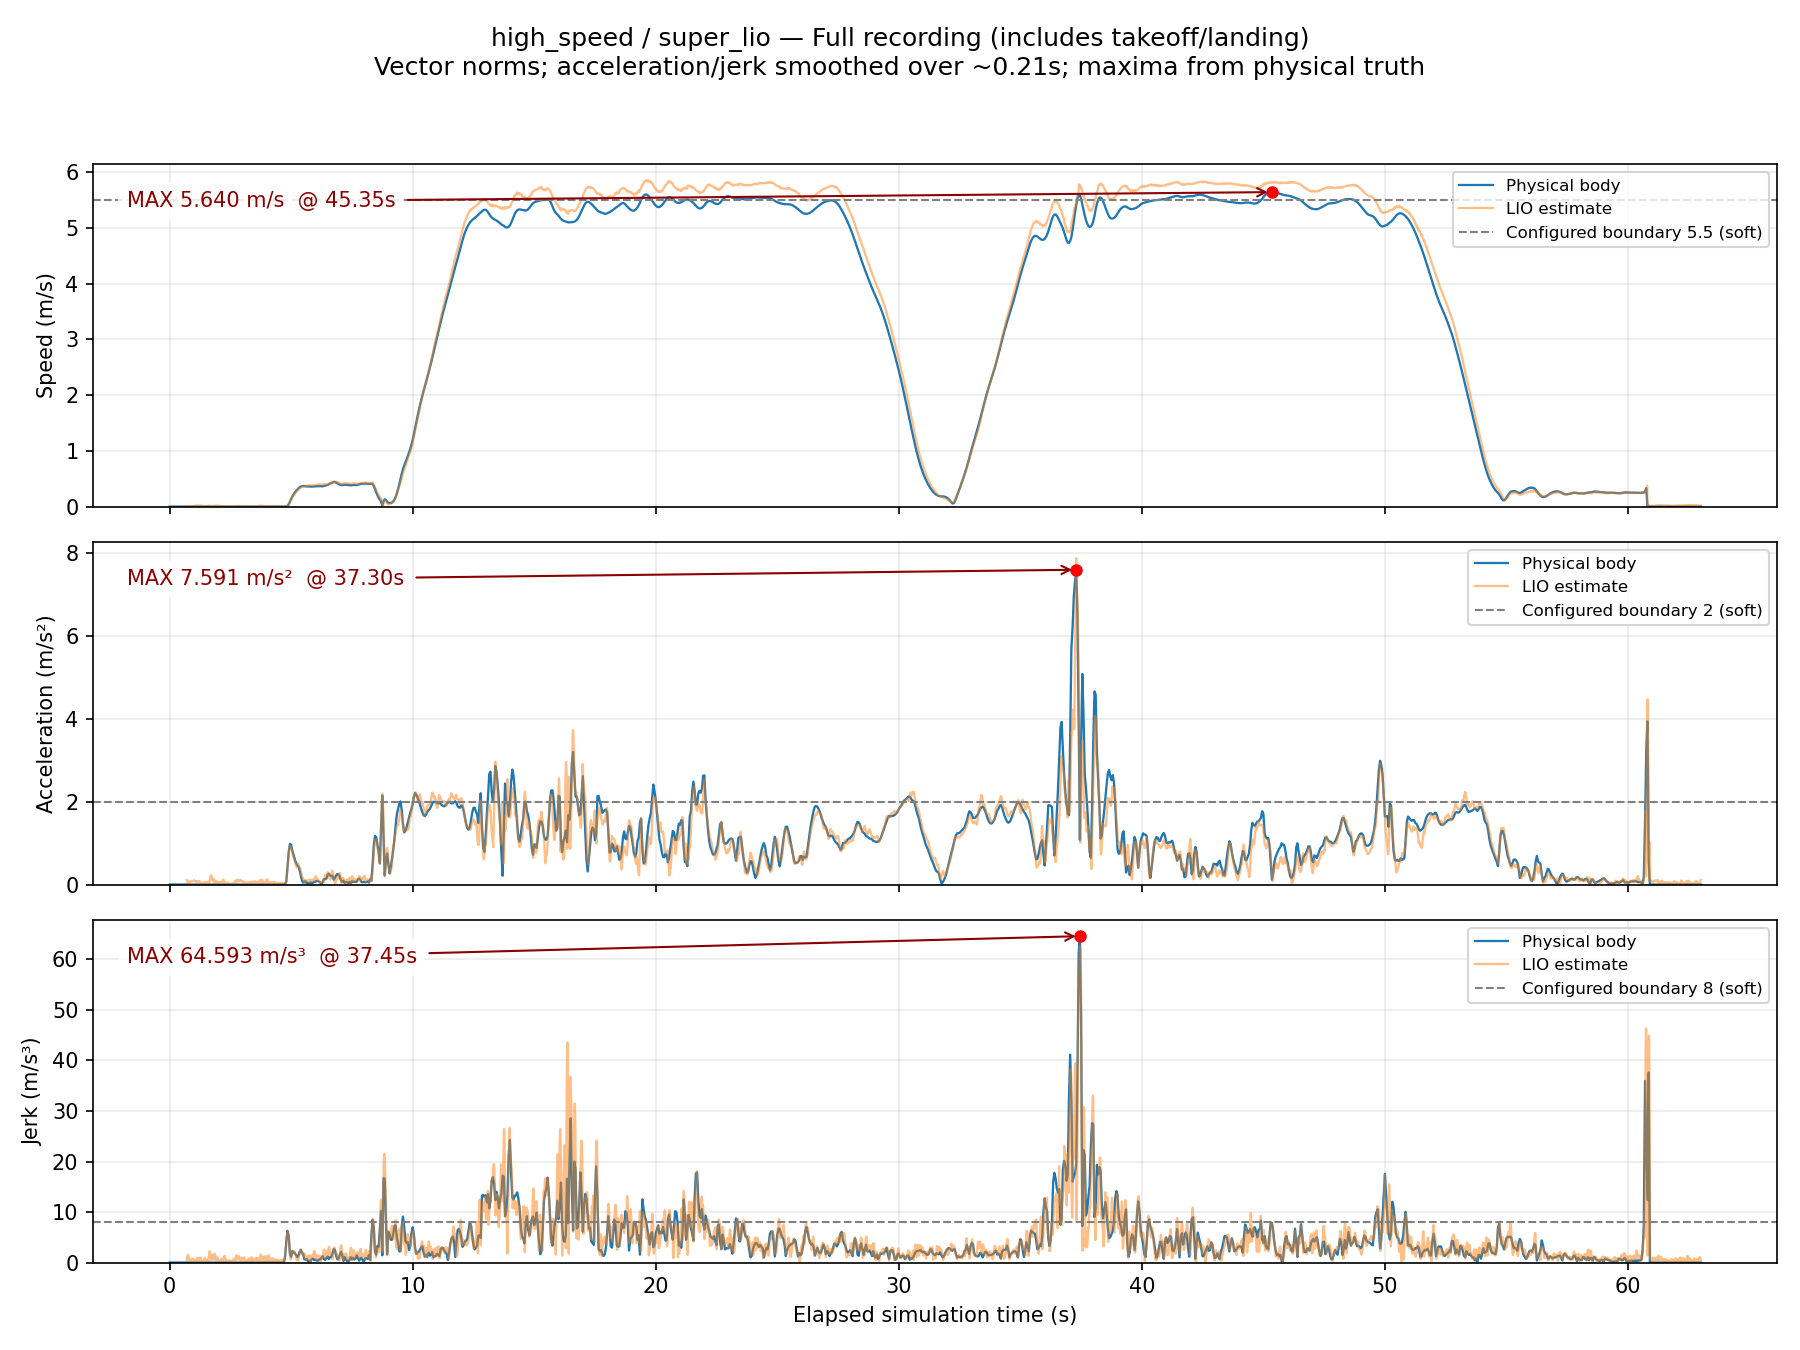 high_speed / super_lio — Full recording (includes takeoff/landing)
Vector norms; acceleration/jerk smoothed over ~0.21s; maxima from physical truth
Speed (m/s)
6
5
4
3
2
1
0
MAX 5.640 m/s  @ 45.35s
Physical body
LIO estimate
Configured boundary 5.5 (soft)
Acceleration (m/s²)
8
6
4
2
0
MAX 7.591 m/s²  @ 37.30s
Physical body
LIO estimate
Configured boundary 2 (soft)
Jerk (m/s³)
60
50
40
30
20
10
0
MAX 64.593 m/s³  @ 37.45s
Physical body
LIO estimate
Configured boundary 8 (soft)
0 10 20 30 40 50 60
Elapsed simulation time (s)